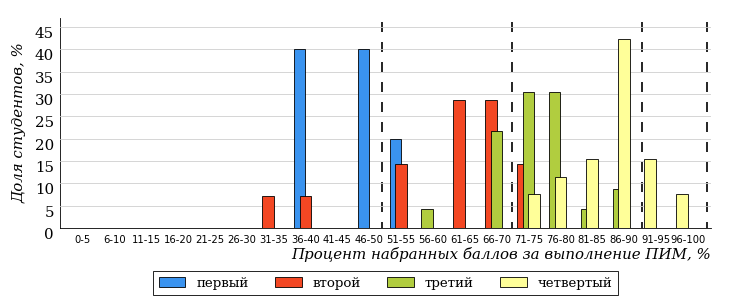 Доля студентов, %
45
40
35
30
25
20
15
10
5
0
0-5 6-10 11-15 16-20 21-25 26-30 31-35 36-40 41-45 46-50 51-55 56-60 61-65 66-70 71-75 76-80 81-85 86-90 91-95 96-100
Процент набранных баллов за выполнение ПИМ, %
первый второй третий четвертый